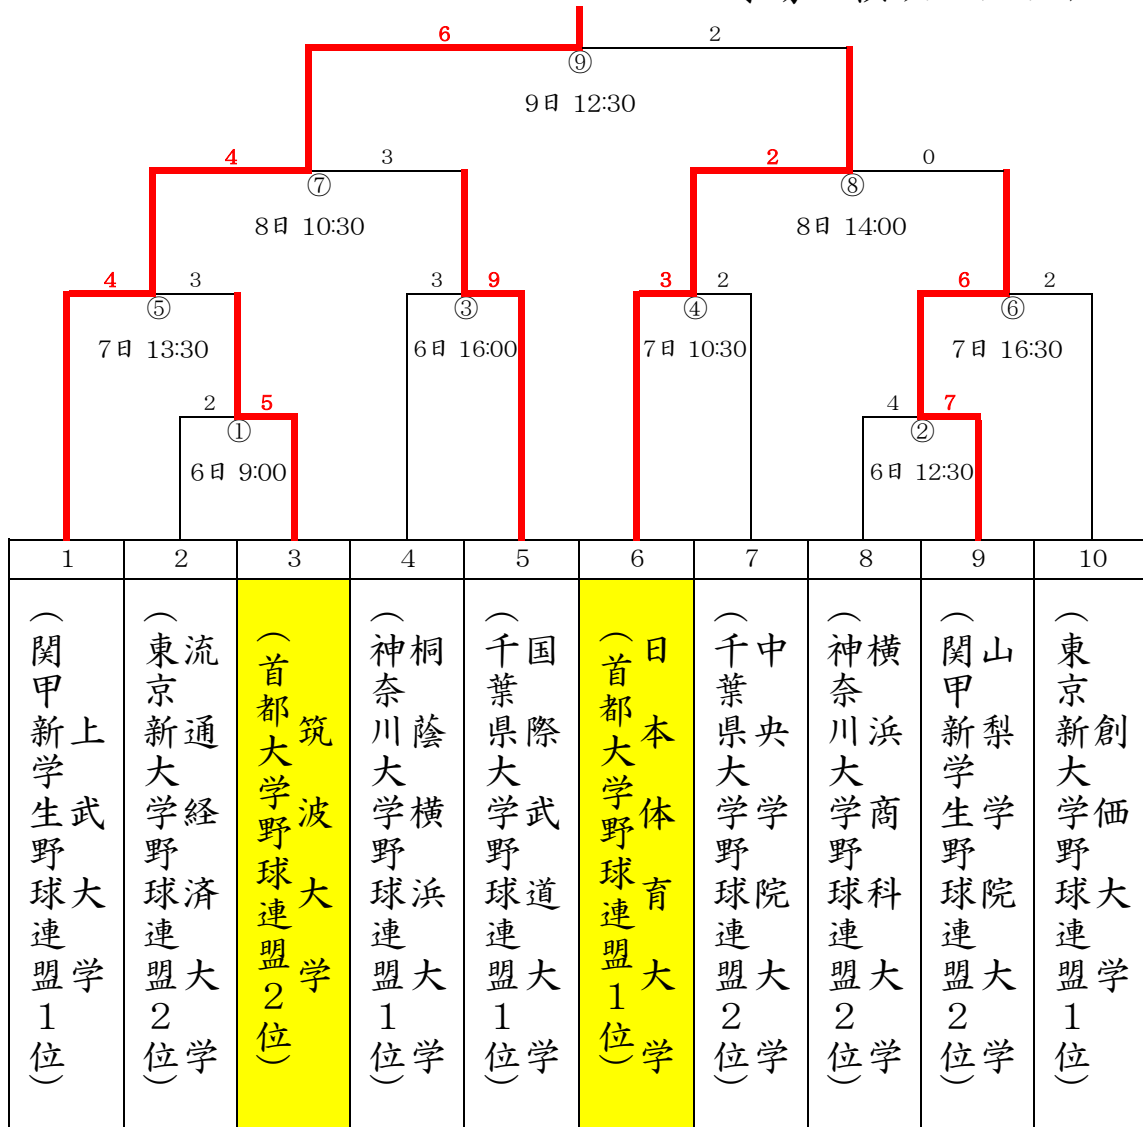 6 2
⑨
9日 12:30
4 3 2 0
⑦ ⑧
8日 10:30 8日 14:00
4 3 3 9 3 2 6 2
⑤ ③ ④ ⑥
7日 13:30 6日 16:00 7日 10:30 7日 16:30
2 5 4 7
① ②
6日 9:00 6日 12:30
1 2 3 4 5 6 7 8 9 10
上武大学
(関甲新学生野球連盟1位)
流通経済大学
(東京新大学野球連盟2位)
筑波大学
(首都大学野球連盟2位)
桐蔭横浜大学
(神奈川大学野球連盟1位)
国際武道大学
(千葉県大学野球連盟1位)
日本体育大学
(首都大学野球連盟1位)
中央学院大学
(千葉県大学野球連盟2位)
横浜商科大学
(神奈川大学野球連盟2位)
山梨学院大学
(関甲新学生野球連盟2位)
創価大学
(東京新大学野球連盟1位)